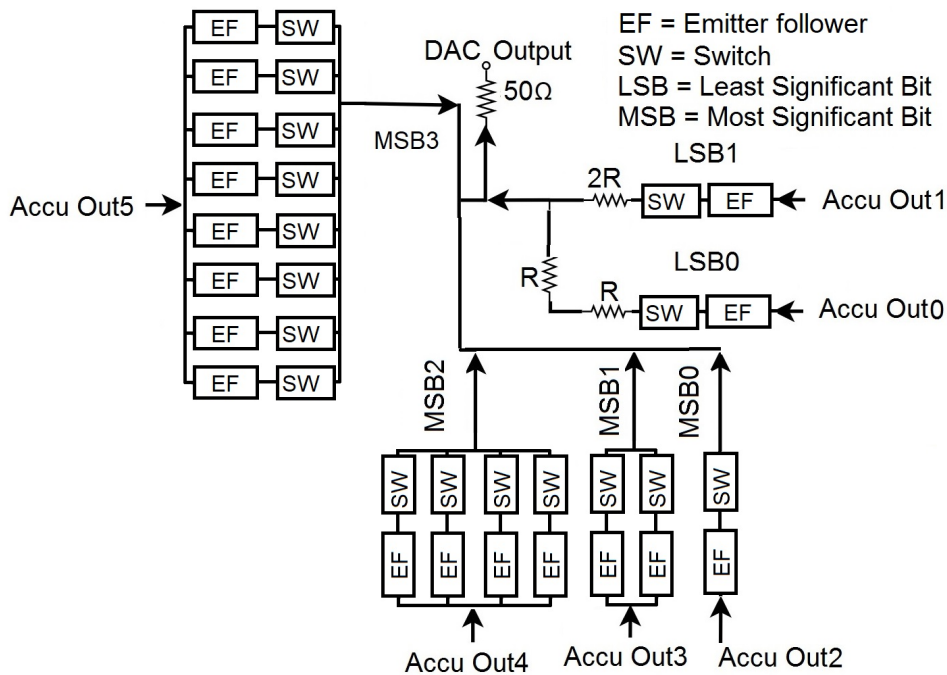 EF SW
EF SW
EF SW
EF SW
EF SW
EF SW
EF SW
EF SW
Accu Out5
MSB3
DAC Output
50Ω
EF = Emitter follower
SW = Switch
LSB = Least Significant Bit
MSB = Most Significant Bit
LSB1
2R
SW EF
Accu Out1
LSB0
R
R
SW EF
Accu Out0
MSB2
MSB1
MSB0
SW SW SW SW SW SW SW
EF EF EF EF EF EF EF
Accu Out4
Accu Out3
Accu Out2